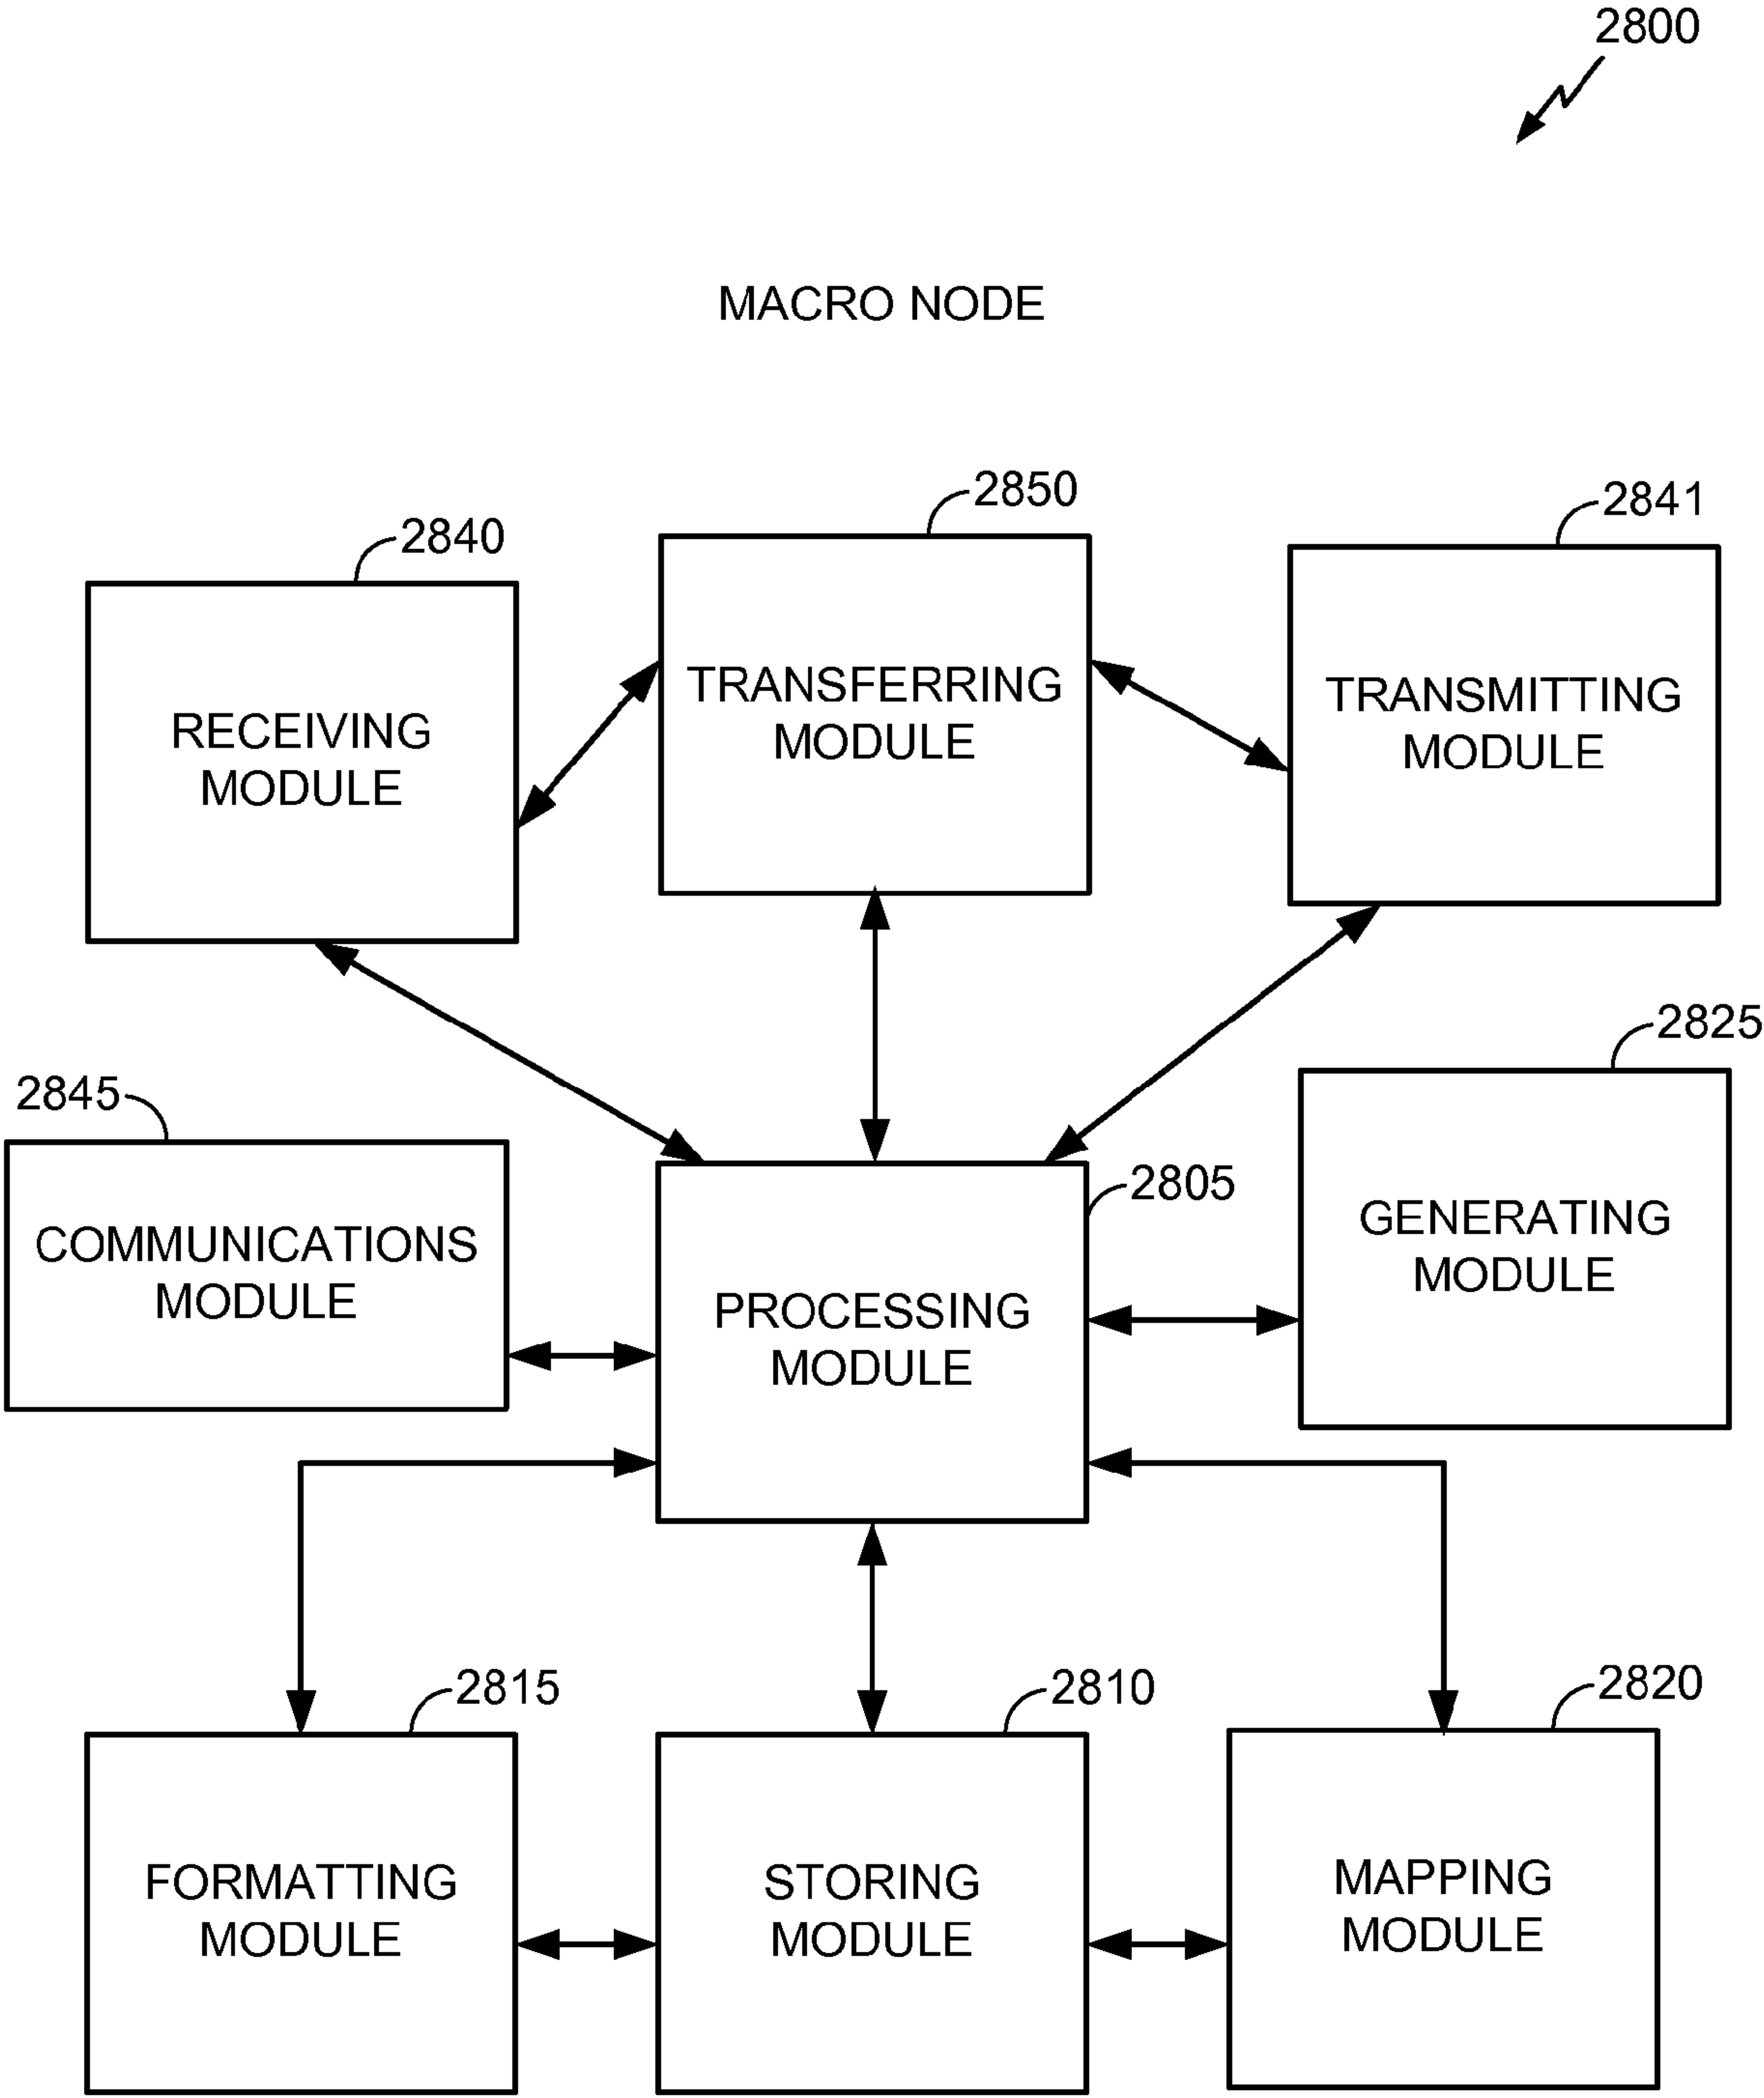 2800
MACRO NODE
2850
2841
2840
TRANSFERRING
MODULE
TRANSMITTING
MODULE
RECEIVING
MODULE
2825
2845
2805
GENERATING
MODULE
COMMUNICATIONS
MODULE
PROCESSING
MODULE
2815
2810
2820
FORMATTING
MODULE
STORING
MODULE
MAPPING
MODULE